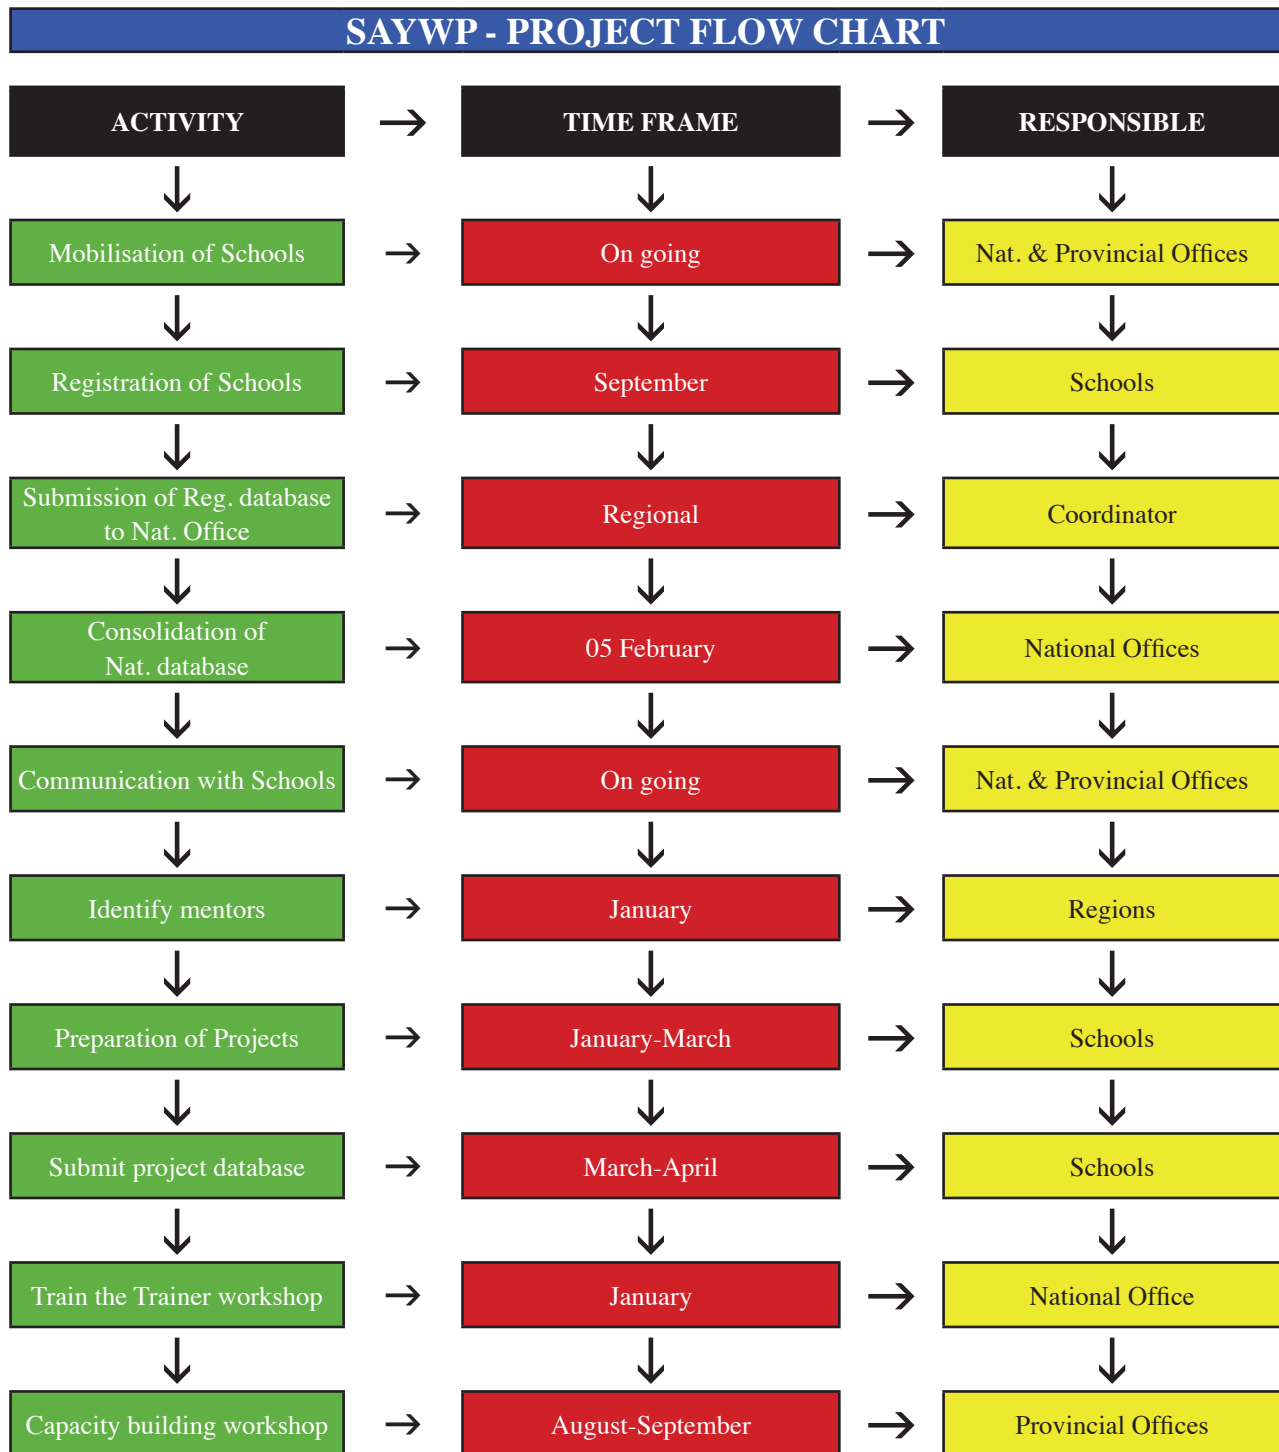 SAYWP - PROJECT FLOW CHART
ACTIVITY → TIME FRAME → RESPONSIBLE
Mobilisation of Schools → On going → Nat. & Provincial Offices
Registration of Schools → September → Schools
Submission of Reg. database
to Nat. Office → Regional → Coordinator
Consolidation of
Nat. database → 05 February → National Offices
Communication with Schools → On going → Nat. & Provincial Offices
Identify mentors → January → Regions
Preparation of Projects → January-March → Schools
Submit project database → March-April → Schools
Train the Trainer workshop → January → National Office
Capacity building workshop → August-September → Provincial Offices